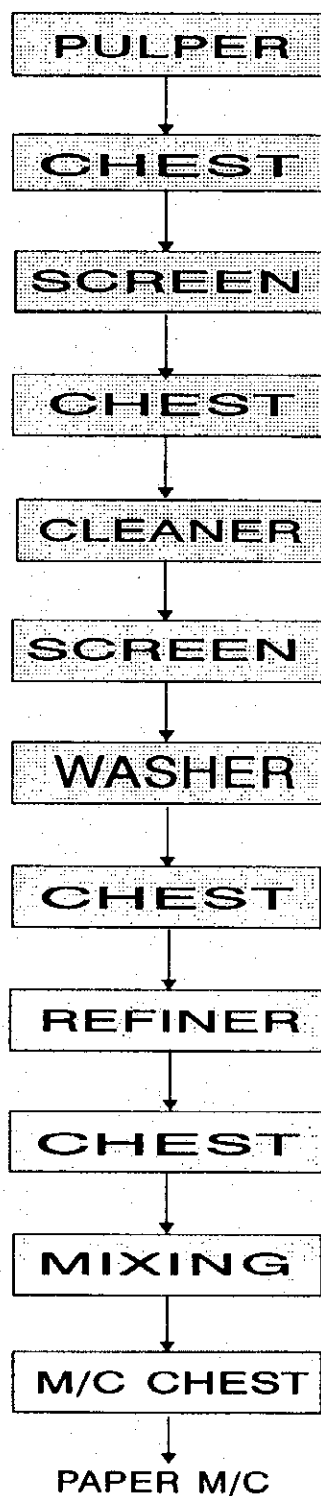 PULPER
CHEST
SCREEN
CHEST
CLEANER
SCREEN
WASHER
CHEST
REFINER
CHEST
MIXING
M/C CHEST
PAPER M/C